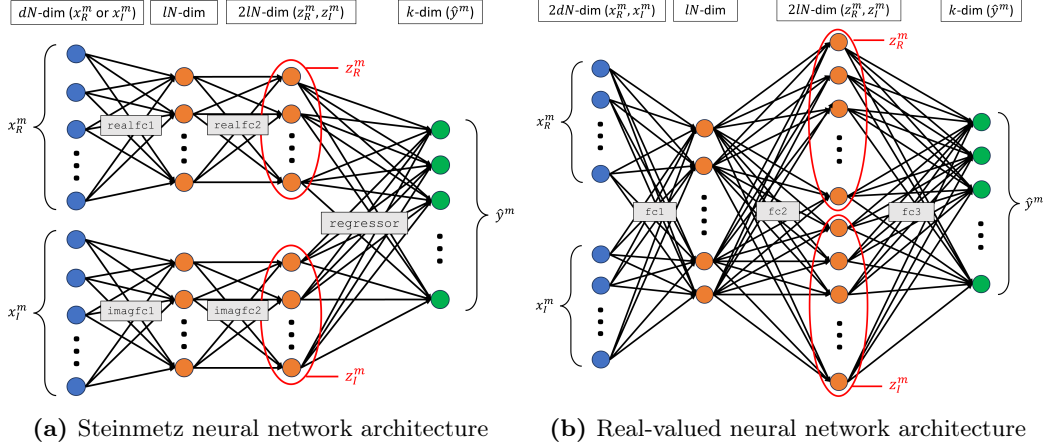 dN-dim (x_R^m or x_I^m) lN-dim 2lN-dim (z_R^m, z_I^m) k-dim (ŷ^m)
z_R^m
realfc1 realfc2
x_R^m
regressor
ŷ^m
x_I^m
imagfc1 imagfc2
z_I^m
(a) Steinmetz neural network architecture
2dN-dim (x_R^m, x_I^m) lN-dim 2lN-dim (z_R^m, z_I^m) k-dim (ŷ^m)
z_R^m
x_R^m
fc1 fc2 fc3
ŷ^m
x_I^m
z_I^m
(b) Real-valued neural network architecture